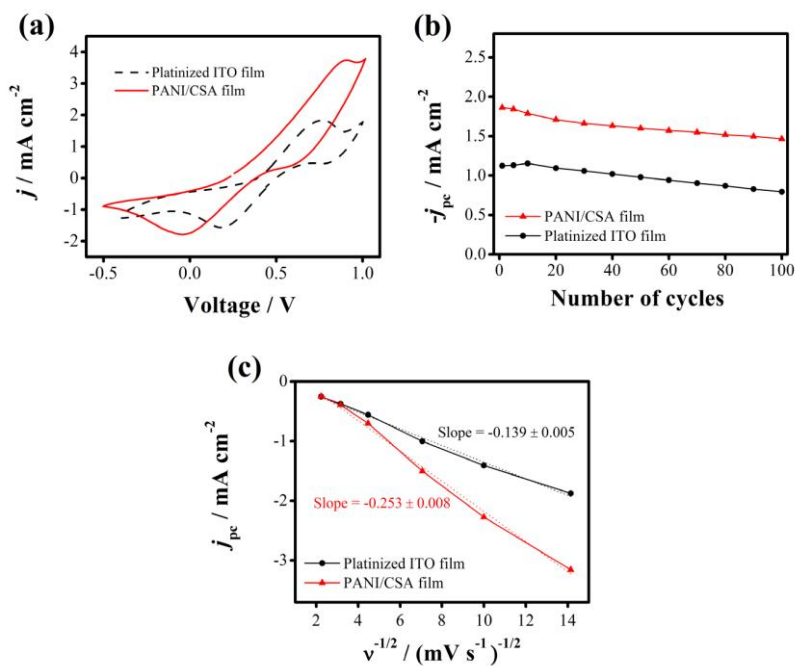 (a)
j / mA cm⁻²
4
3
2
1
0
-1
-2
-0.5 0.0 0.5 1.0
Voltage / V
Platinized ITO film
PANI/CSA film
(b)
-j_pc / mA cm⁻²
2.5
2.0
1.5
1.0
0.5
0.0
0 20 40 60 80 100
Number of cycles
PANI/CSA film
Platinized ITO film
(c)
j_pc / mA cm⁻²
0
-1
-2
-3
2 4 6 8 10 12 14
ν⁻¹/² / (mV s⁻¹)⁻¹/²
Slope = -0.139 ± 0.005
Slope = -0.253 ± 0.008
Platinized ITO film
PANI/CSA film